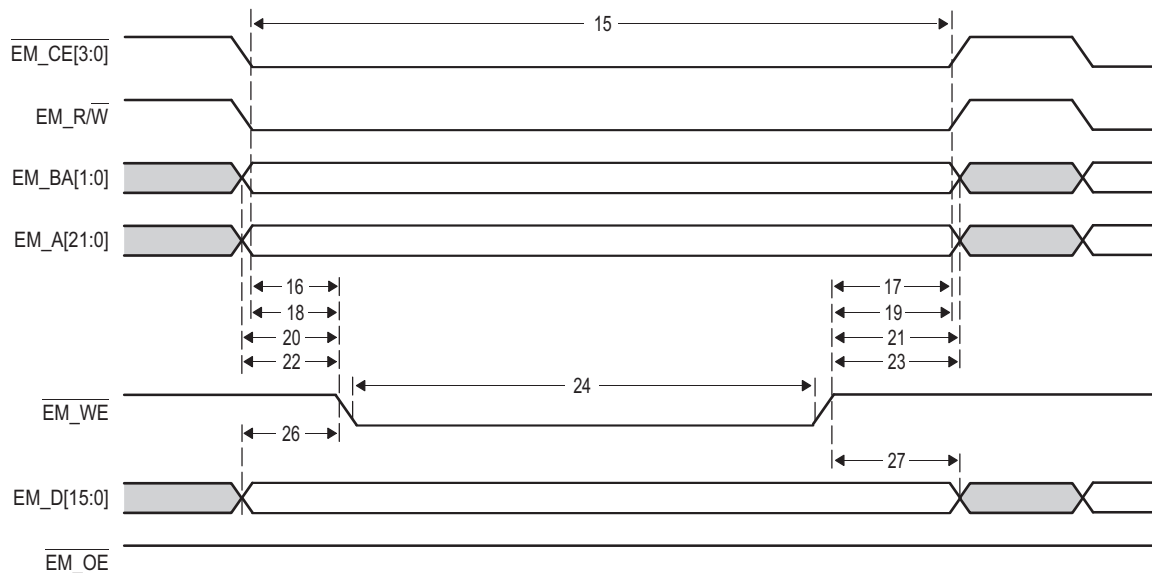 15
EM_CE[3:0]
EM_R/W
EM_BA[1:0]
EM_A[21:0]
16 17
18 19
20 21
22 23
24
EM_WE
26
27
EM_D[15:0]
EM_OE